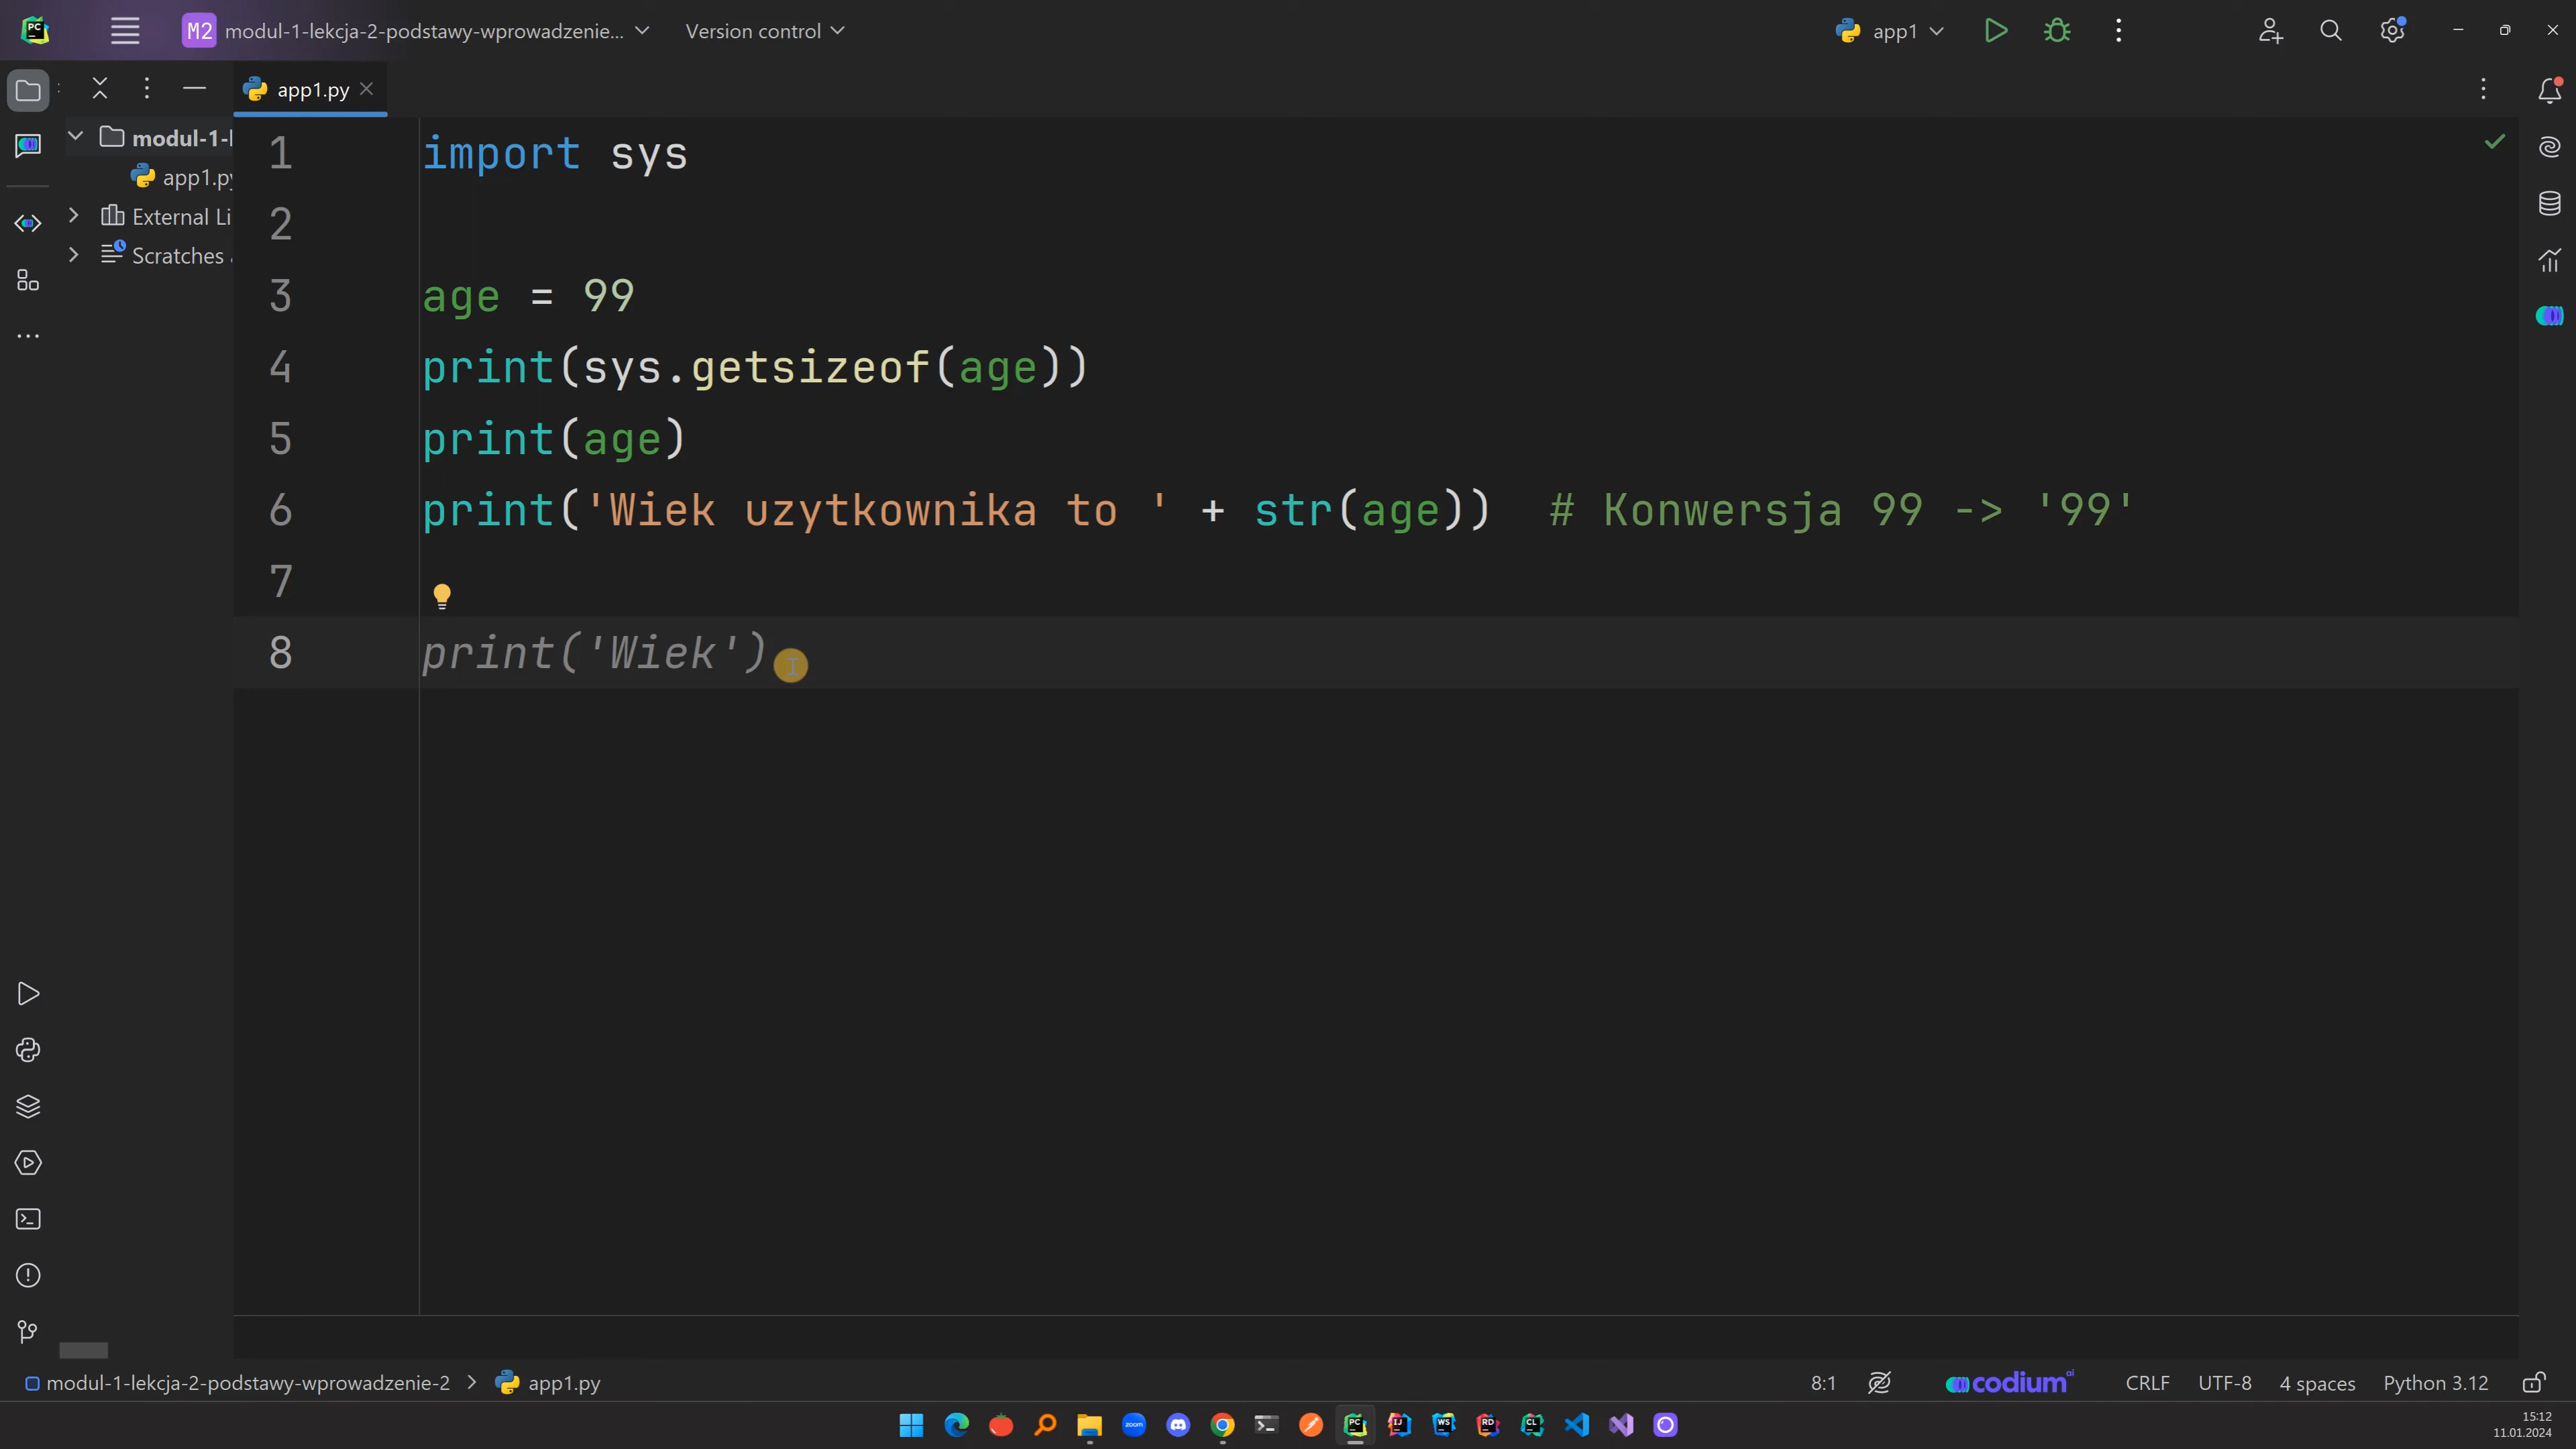 M2 modul-1-lekcja-2-podstawy-wprowadzenie... Version control app1
app1.py
modul-1-l
app1.py
External Li
Scratches
1 import sys
2
3 age = 99
4 print(sys.getsizeof(age))
5 print(age)
6 print('Wiek uzytkownika to ' + str(age))  # Konwersja 99 -> '99'
7
8 print('Wiek')
modul-1-lekcja-2-podstawy-wprowadzenie-2 > app1.py 8:1 codium ai CRLF UTF-8 4 spaces Python 3.12
15:12
11.01.2024